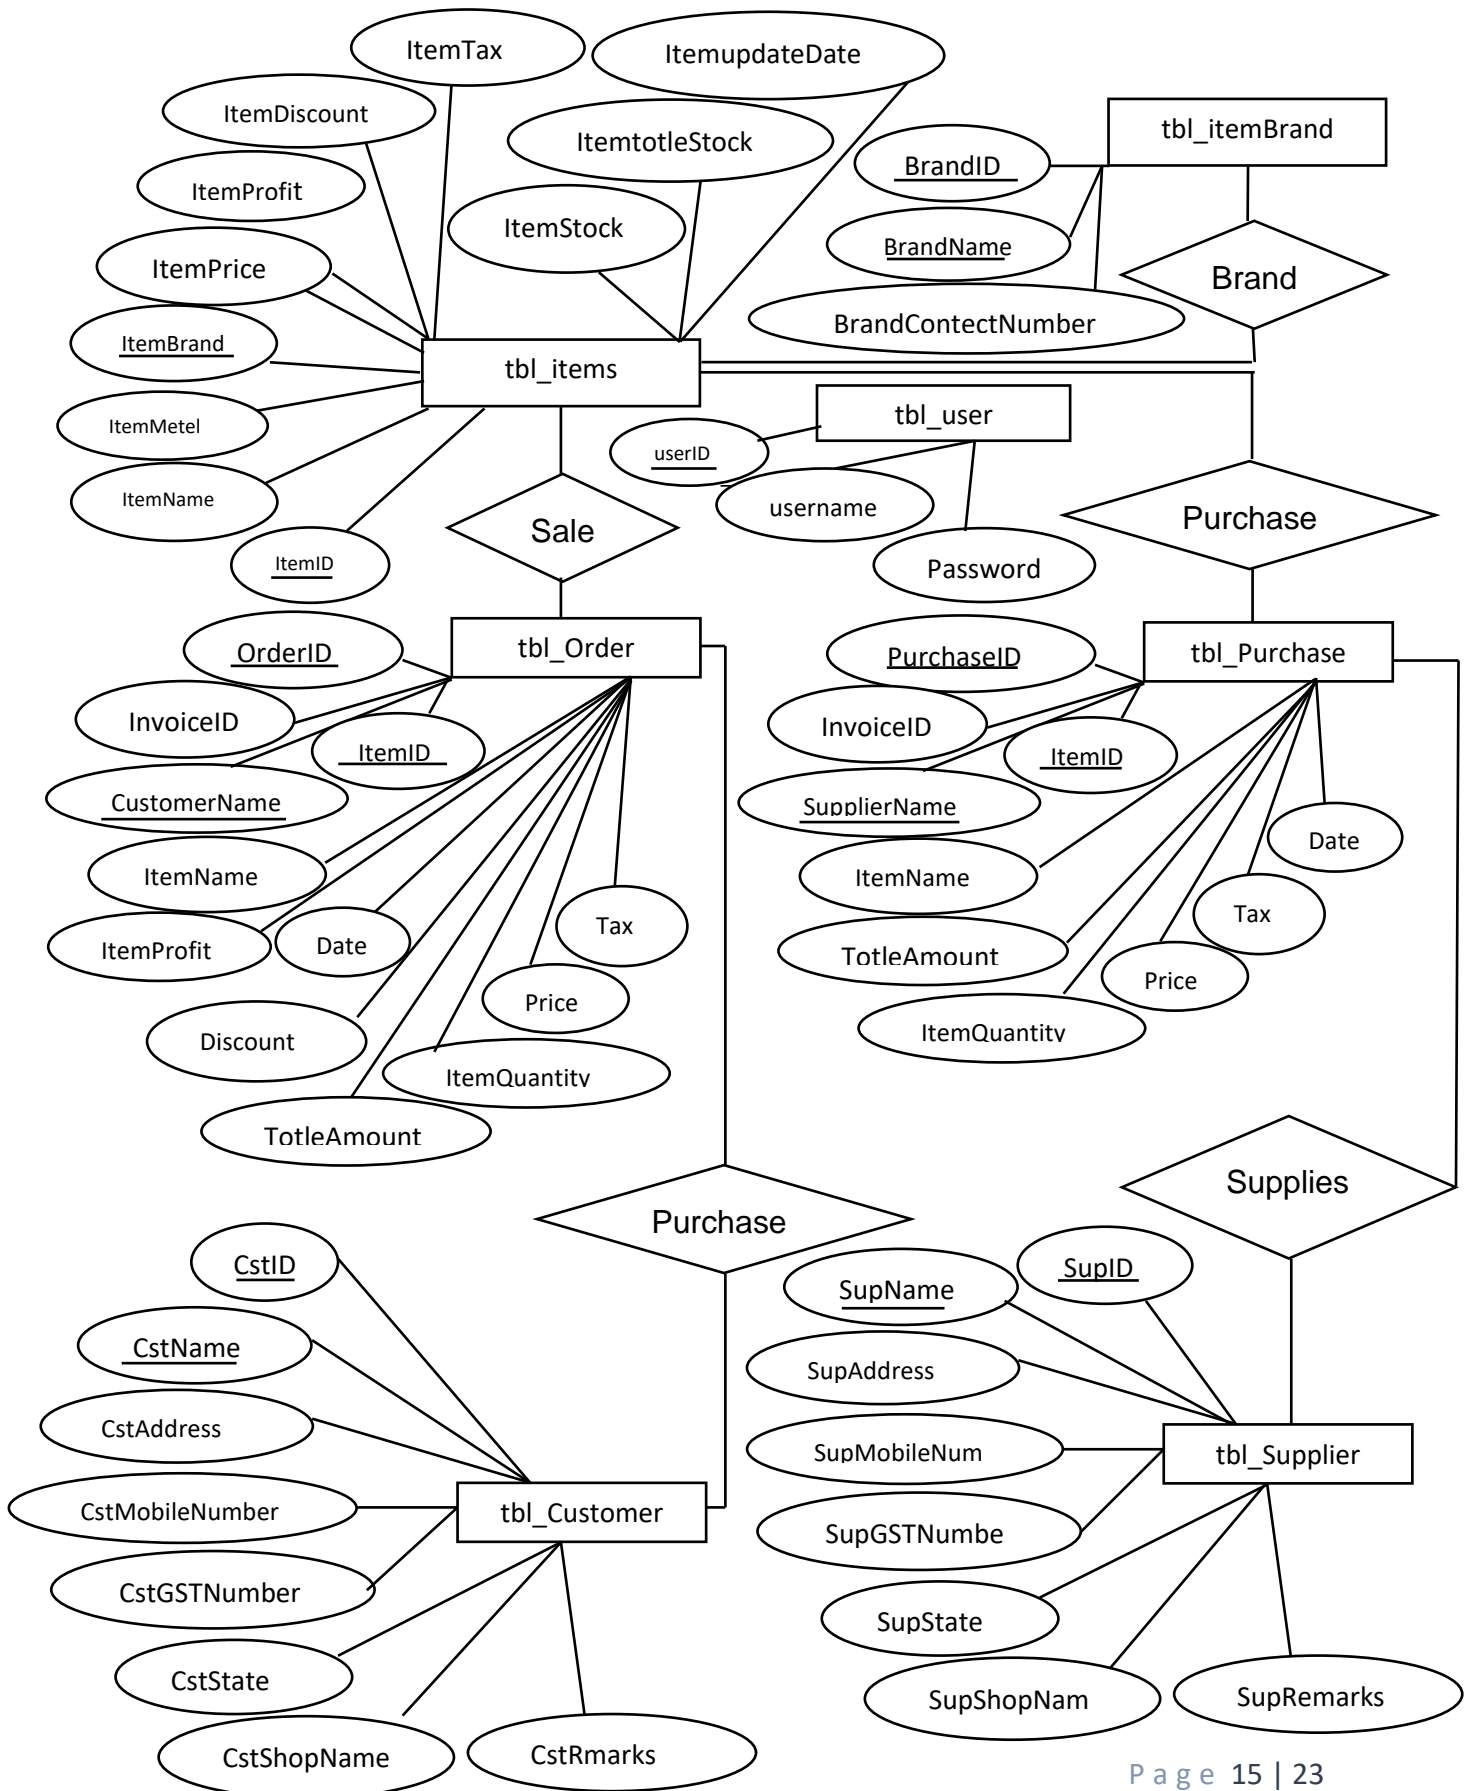 ItemTax
ItemupdateDate
ItemDiscount
ItemtotleStock
tbl_itemBrand
BrandID
ItemProfit
ItemStock
BrandName
ItemPrice
Brand
BrandContectNumber
ItemBrand
tbl_items
tbl_user
ItemMetel
userID
ItemName
username
Sale
Purchase
ItemID
Password
OrderID
tbl_Order
PurchaseID
tbl_Purchase
InvoiceID
ItemID
InvoiceID
ItemID
CustomerName
SupplierName
Date
ItemName
ItemName
Tax
Tax
ItemProfit
Date
TotleAmount
Price
Price
Discount
ItemQuantity
ItemQuantity
TotleAmount
Supplies
Purchase
CstID
SupName
SupID
CstName
SupAddress
CstAddress
SupMobileNum
tbl_Supplier
CstMobileNumber
tbl_Customer
SupGSTNumbe
CstGSTNumber
SupState
CstState
SupShopNam
SupRemarks
CstShopName
CstRmarks
Page 15 | 23